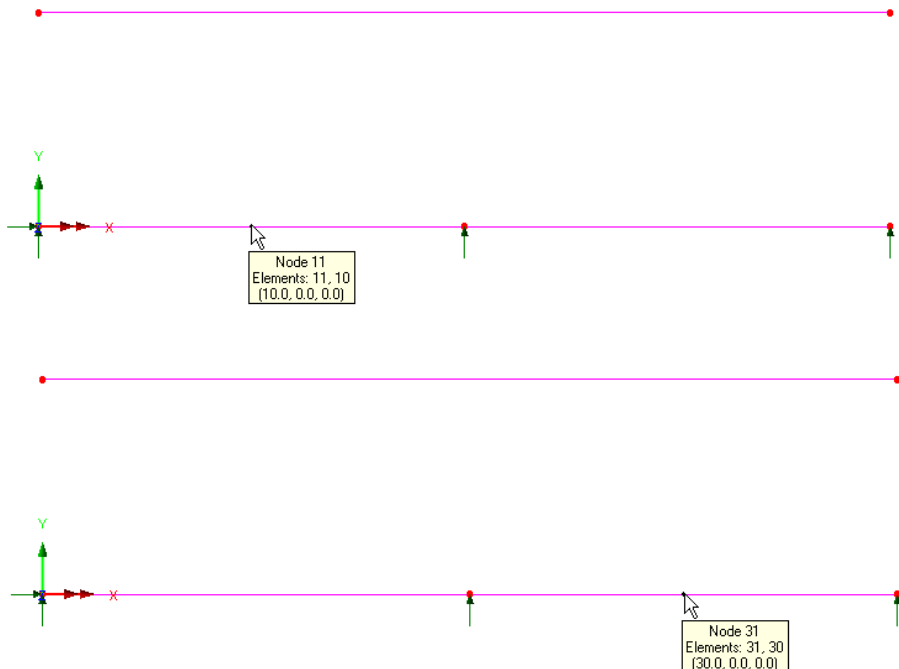 Y
X
Node 11
Elements: 11, 10
(10.0, 0.0, 0.0)
Y
X
Node 31
Elements: 31, 30
(30.0, 0.0, 0.0)